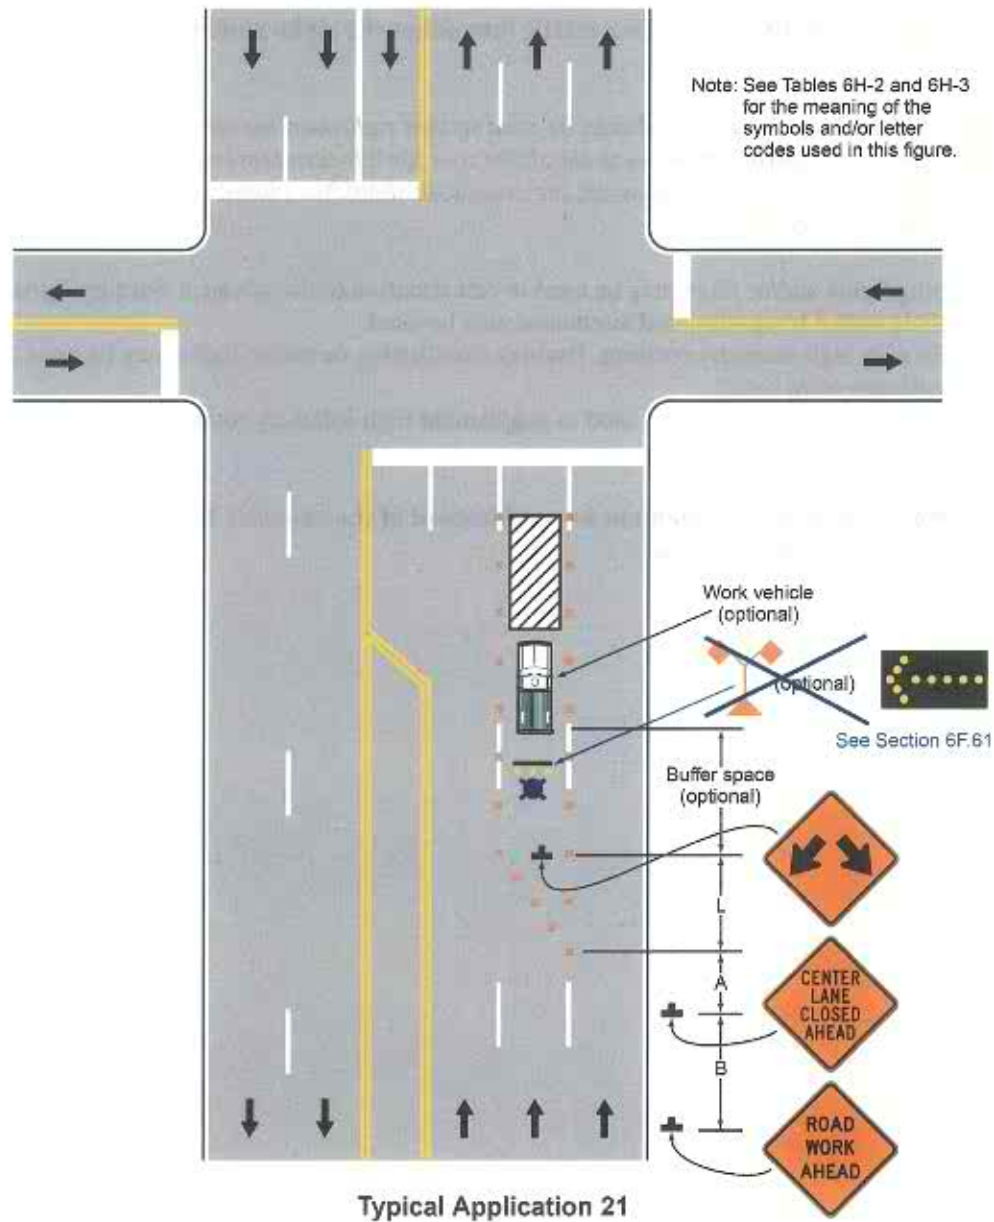 Note: See Tables 6H-2 and 6H-3
for the meaning of the
symbols and/or letter
codes used in this figure.
Work vehicle
(optional)
(optional)
See Section 6F.61
Buffer space
(optional)
L
A
CENTER
LANE
CLOSED
AHEAD
B
ROAD
WORK
AHEAD
Typical Application 21